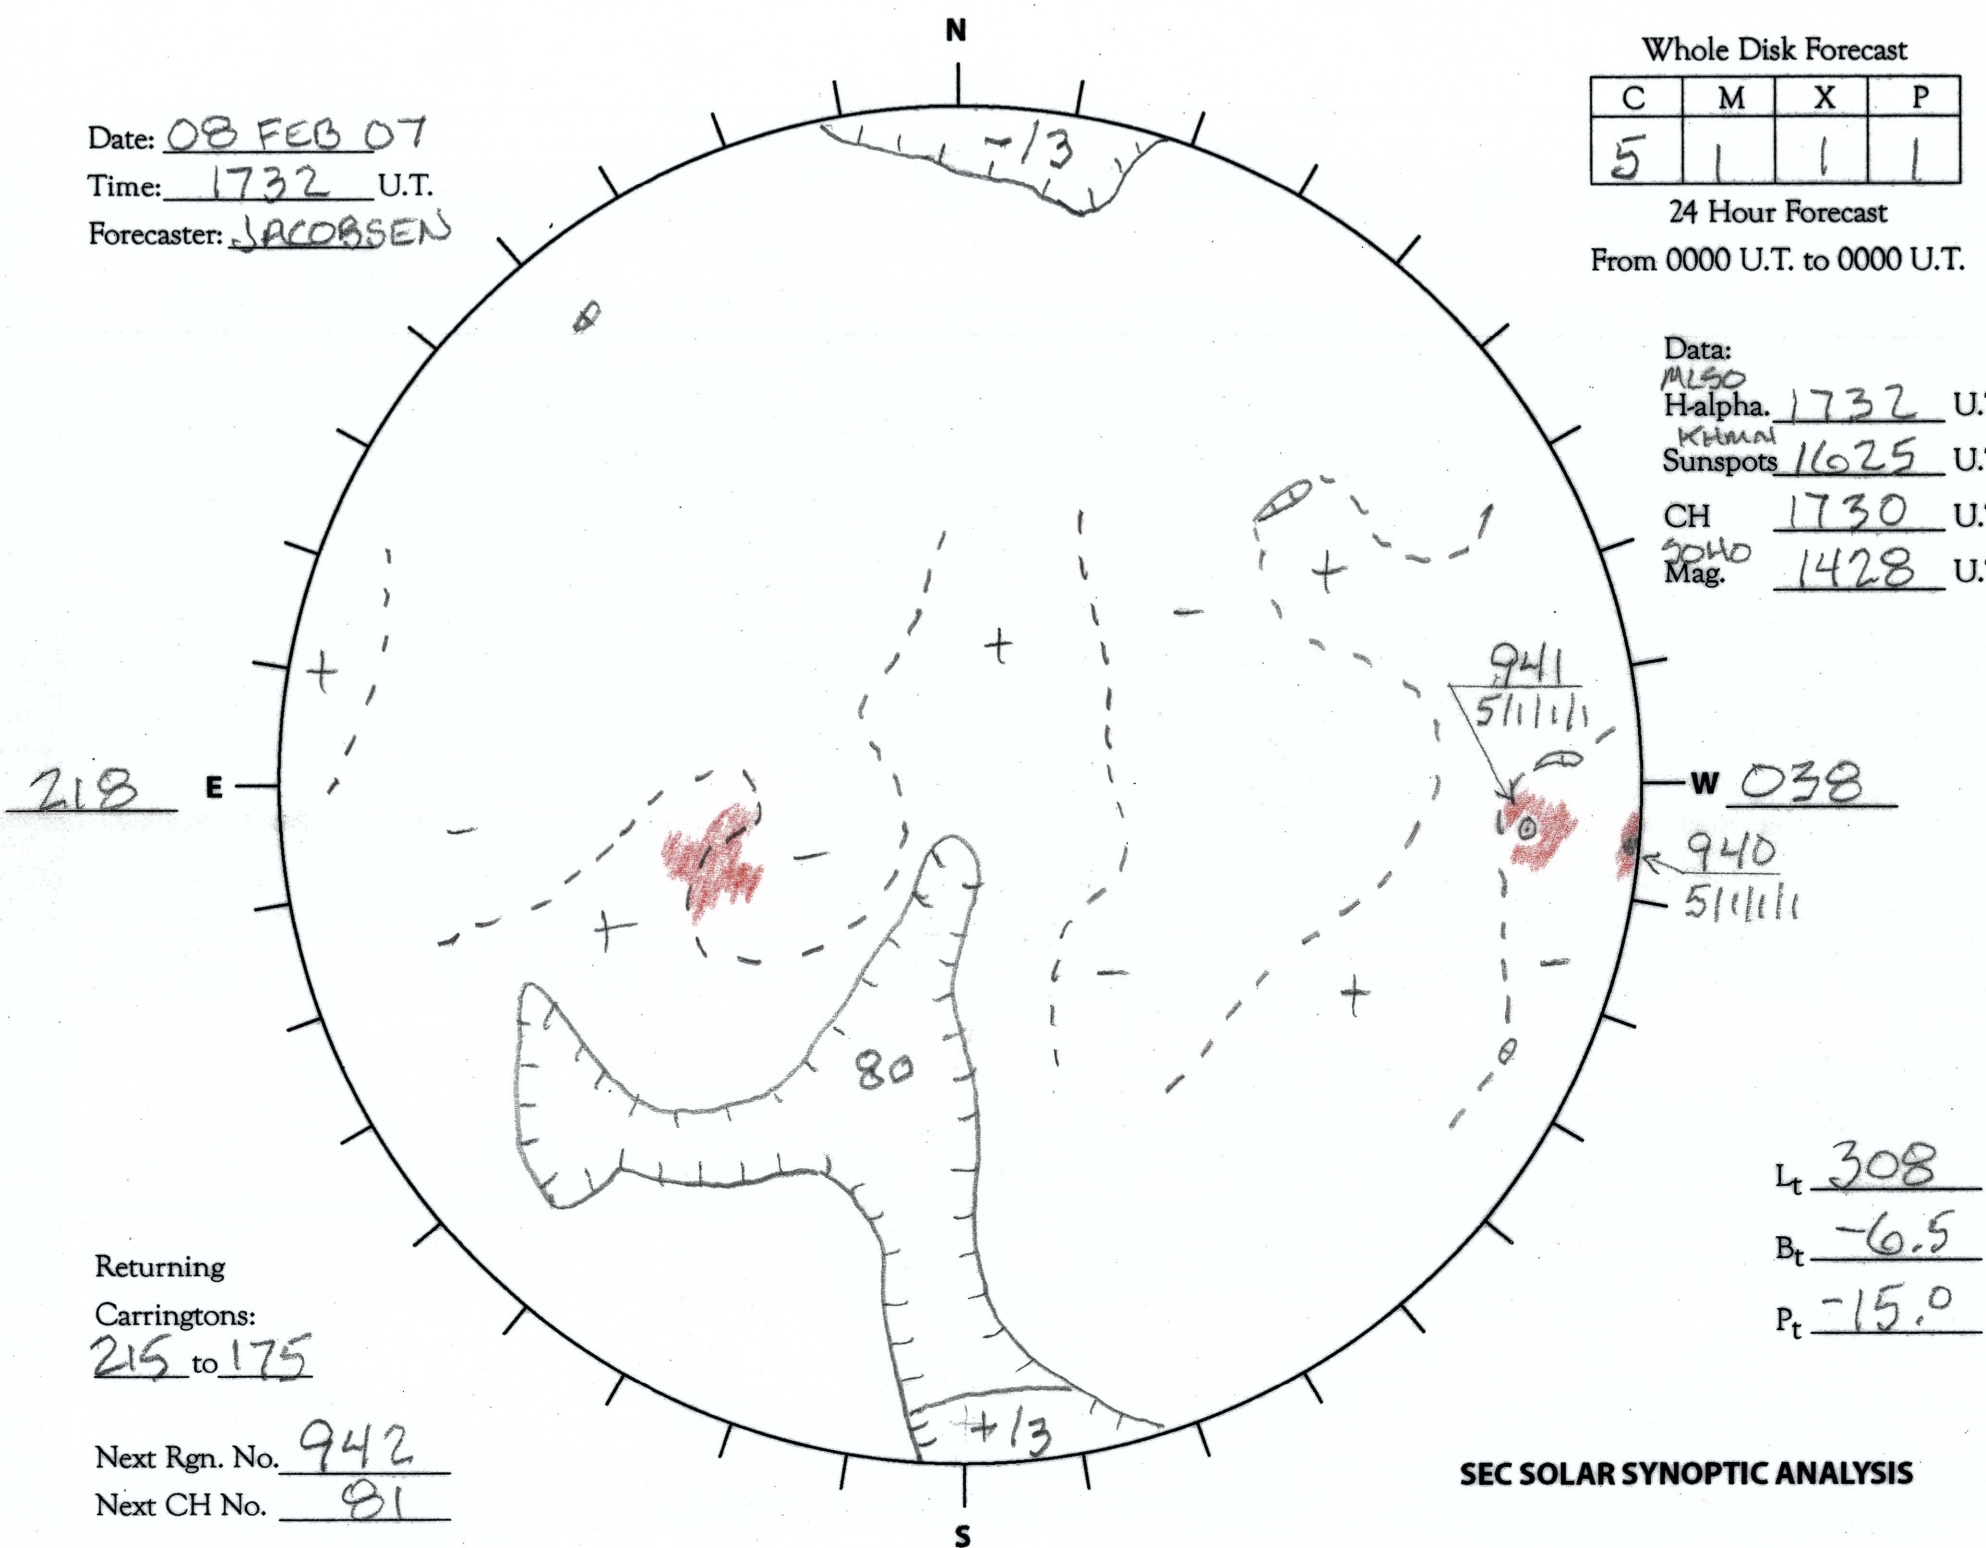 N
Date: 08 FEB 07
Time: 1732 U.T.
Forecaster: JACOBSEN
Whole Disk Forecast
C M X P
5 1 1 1
24 Hour Forecast
From 0000 U.T. to 0000 U.T.
-13
Data:
MLSO
H-alpha. 1732 U.T
KHMN
Sunspots 1625 U.T
CH 1730 U.T
SOHO
Mag. 1428 U.T
+
+
-
+
941
5/1/1/1
218 E
W 038
-
-
940
5/1/1/1
+
-
+
-
80
Lt 308
Bt -6.5
Pt -15.0
Returning
Carringtons:
215 to 175
+13
Next Rgn. No. 942
Next CH No. 81
SEC SOLAR SYNOPTIC ANALYSIS
S